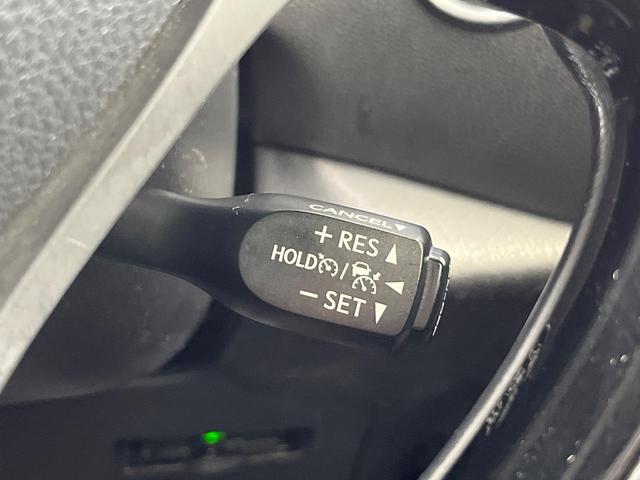 CANCEL▼
+ RES ▲
HOLD / ◀
− SET ▼